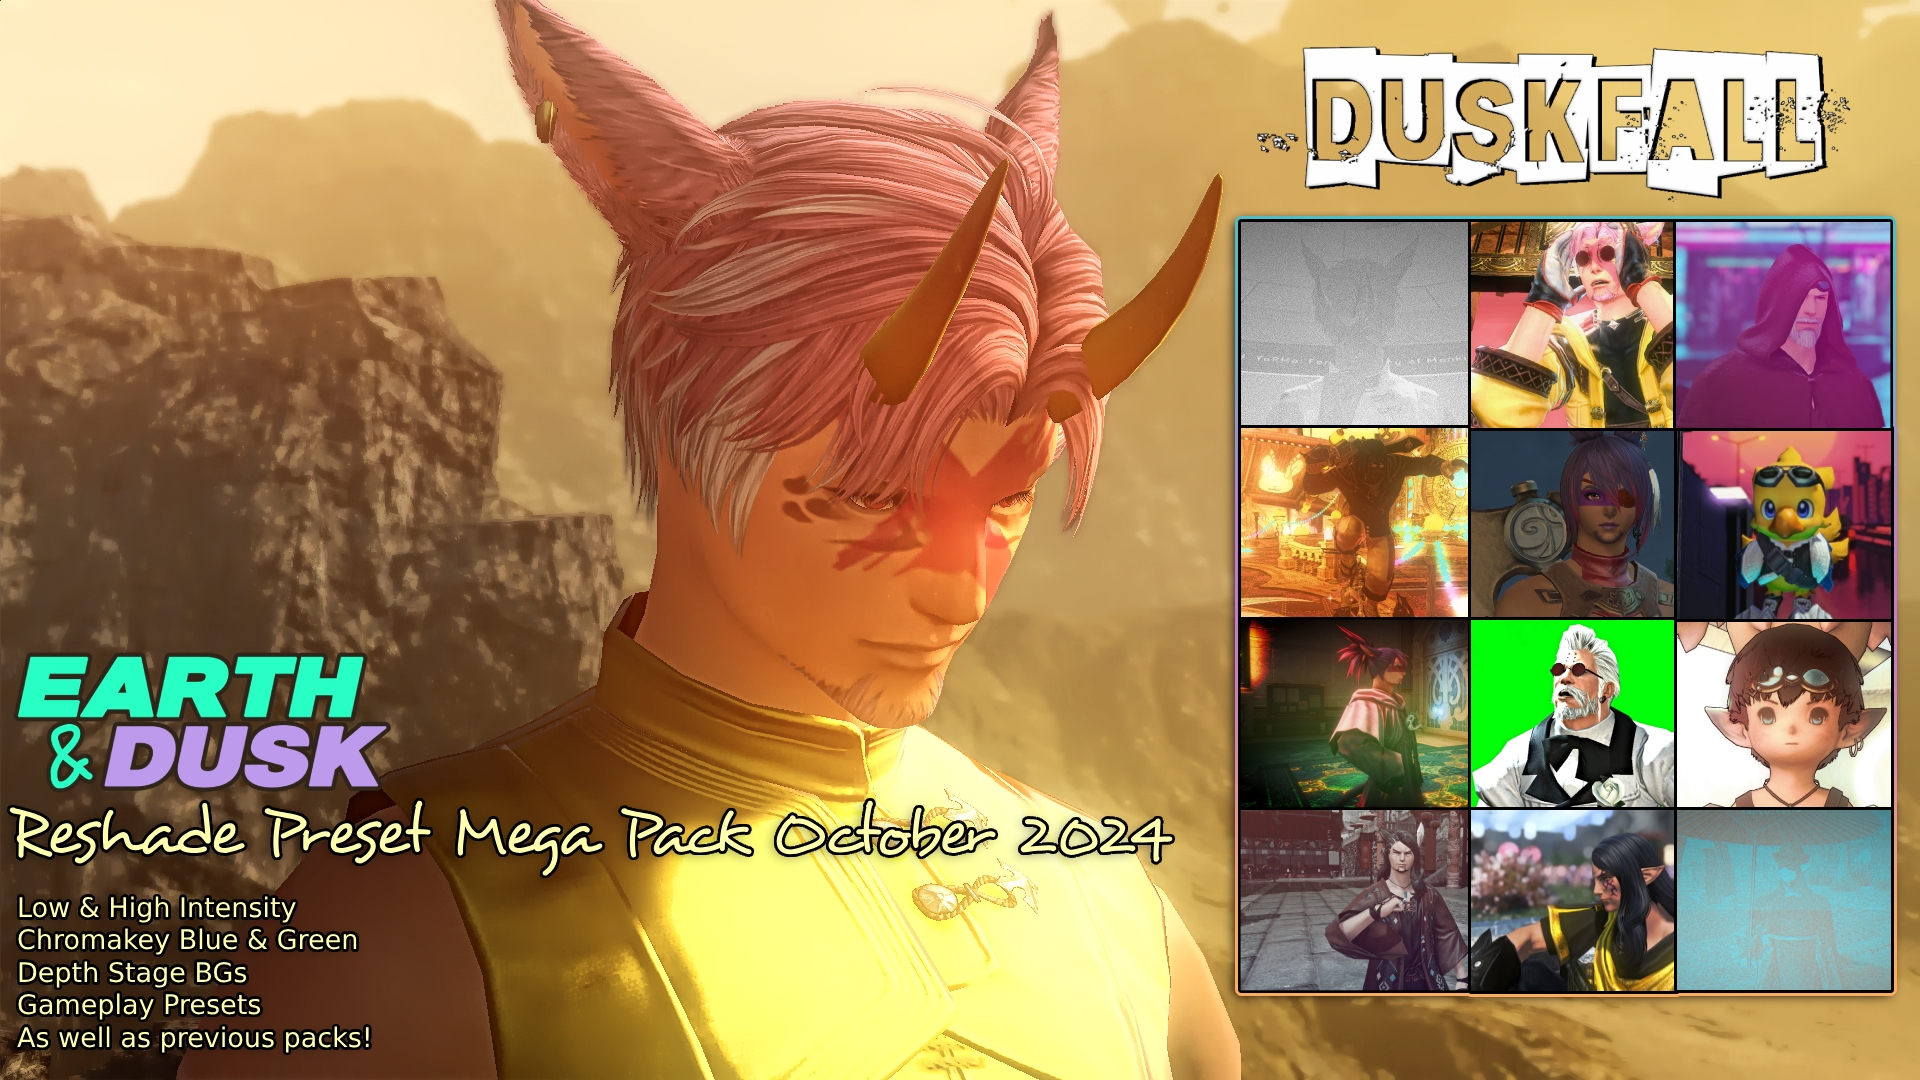 DUSKFALL
EARTH
& DUSK
Reshade Preset Mega Pack October 2024
Low & High Intensity
Chromakey Blue & Green
Depth Stage BGs
Gameplay Presets
As well as previous packs!